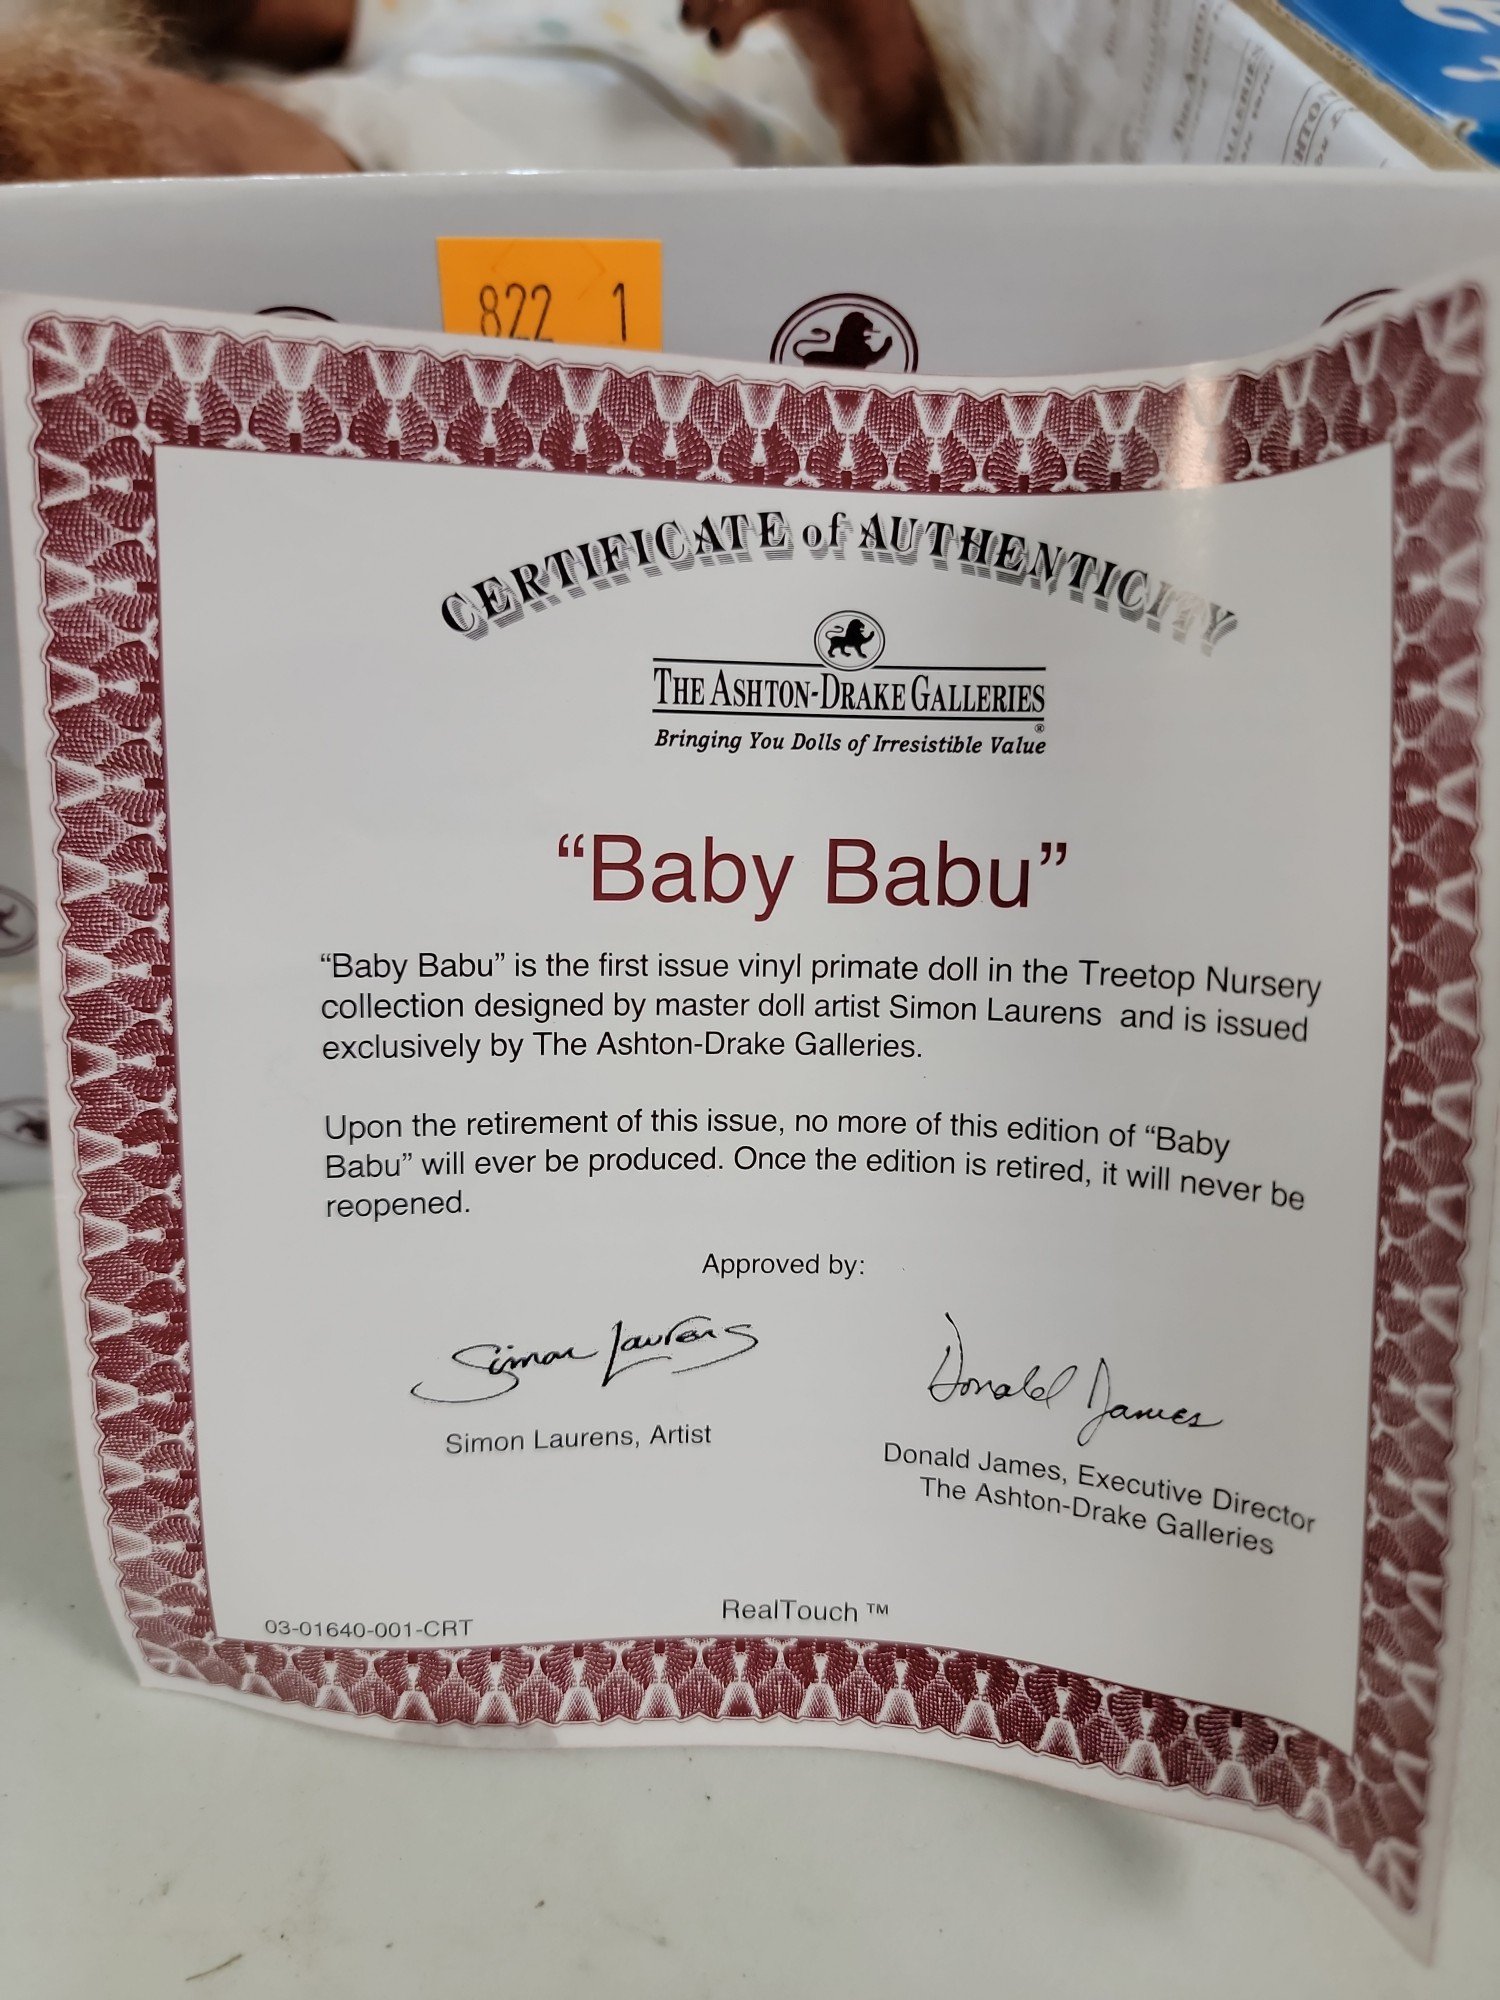 822 1
CERTIFICATE of AUTHENTICITY
THE ASHTON-DRAKE GALLERIES
®
Bringing You Dolls of Irresistible Value
“Baby Babu”
“Baby Babu” is the first issue vinyl primate doll in the Treetop Nursery
collection designed by master doll artist Simon Laurens and is issued
exclusively by The Ashton-Drake Galleries.
Upon the retirement of this issue, no more of this edition of “Baby
Babu” will ever be produced. Once the edition is retired, it will never be
reopened.
Approved by:
Simon Laurens
Donald James
Simon Laurens, Artist
Donald James, Executive Director
The Ashton-Drake Galleries
RealTouch ™
03-01640-001-CRT